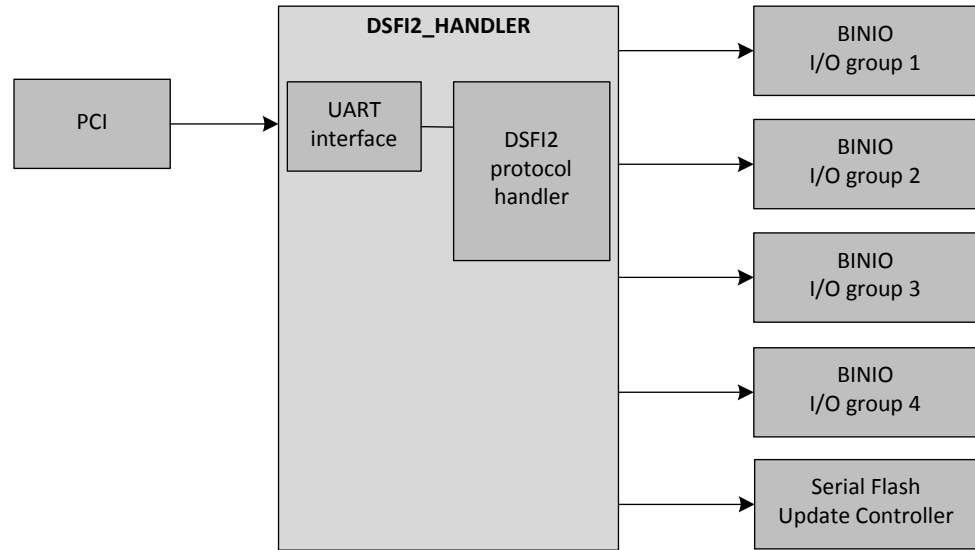 DSFI2_HANDLER
PCI
UART
interface
DSFI2
protocol
handler
BINIO
I/O group 1
BINIO
I/O group 2
BINIO
I/O group 3
BINIO
I/O group 4
Serial Flash
Update Controller